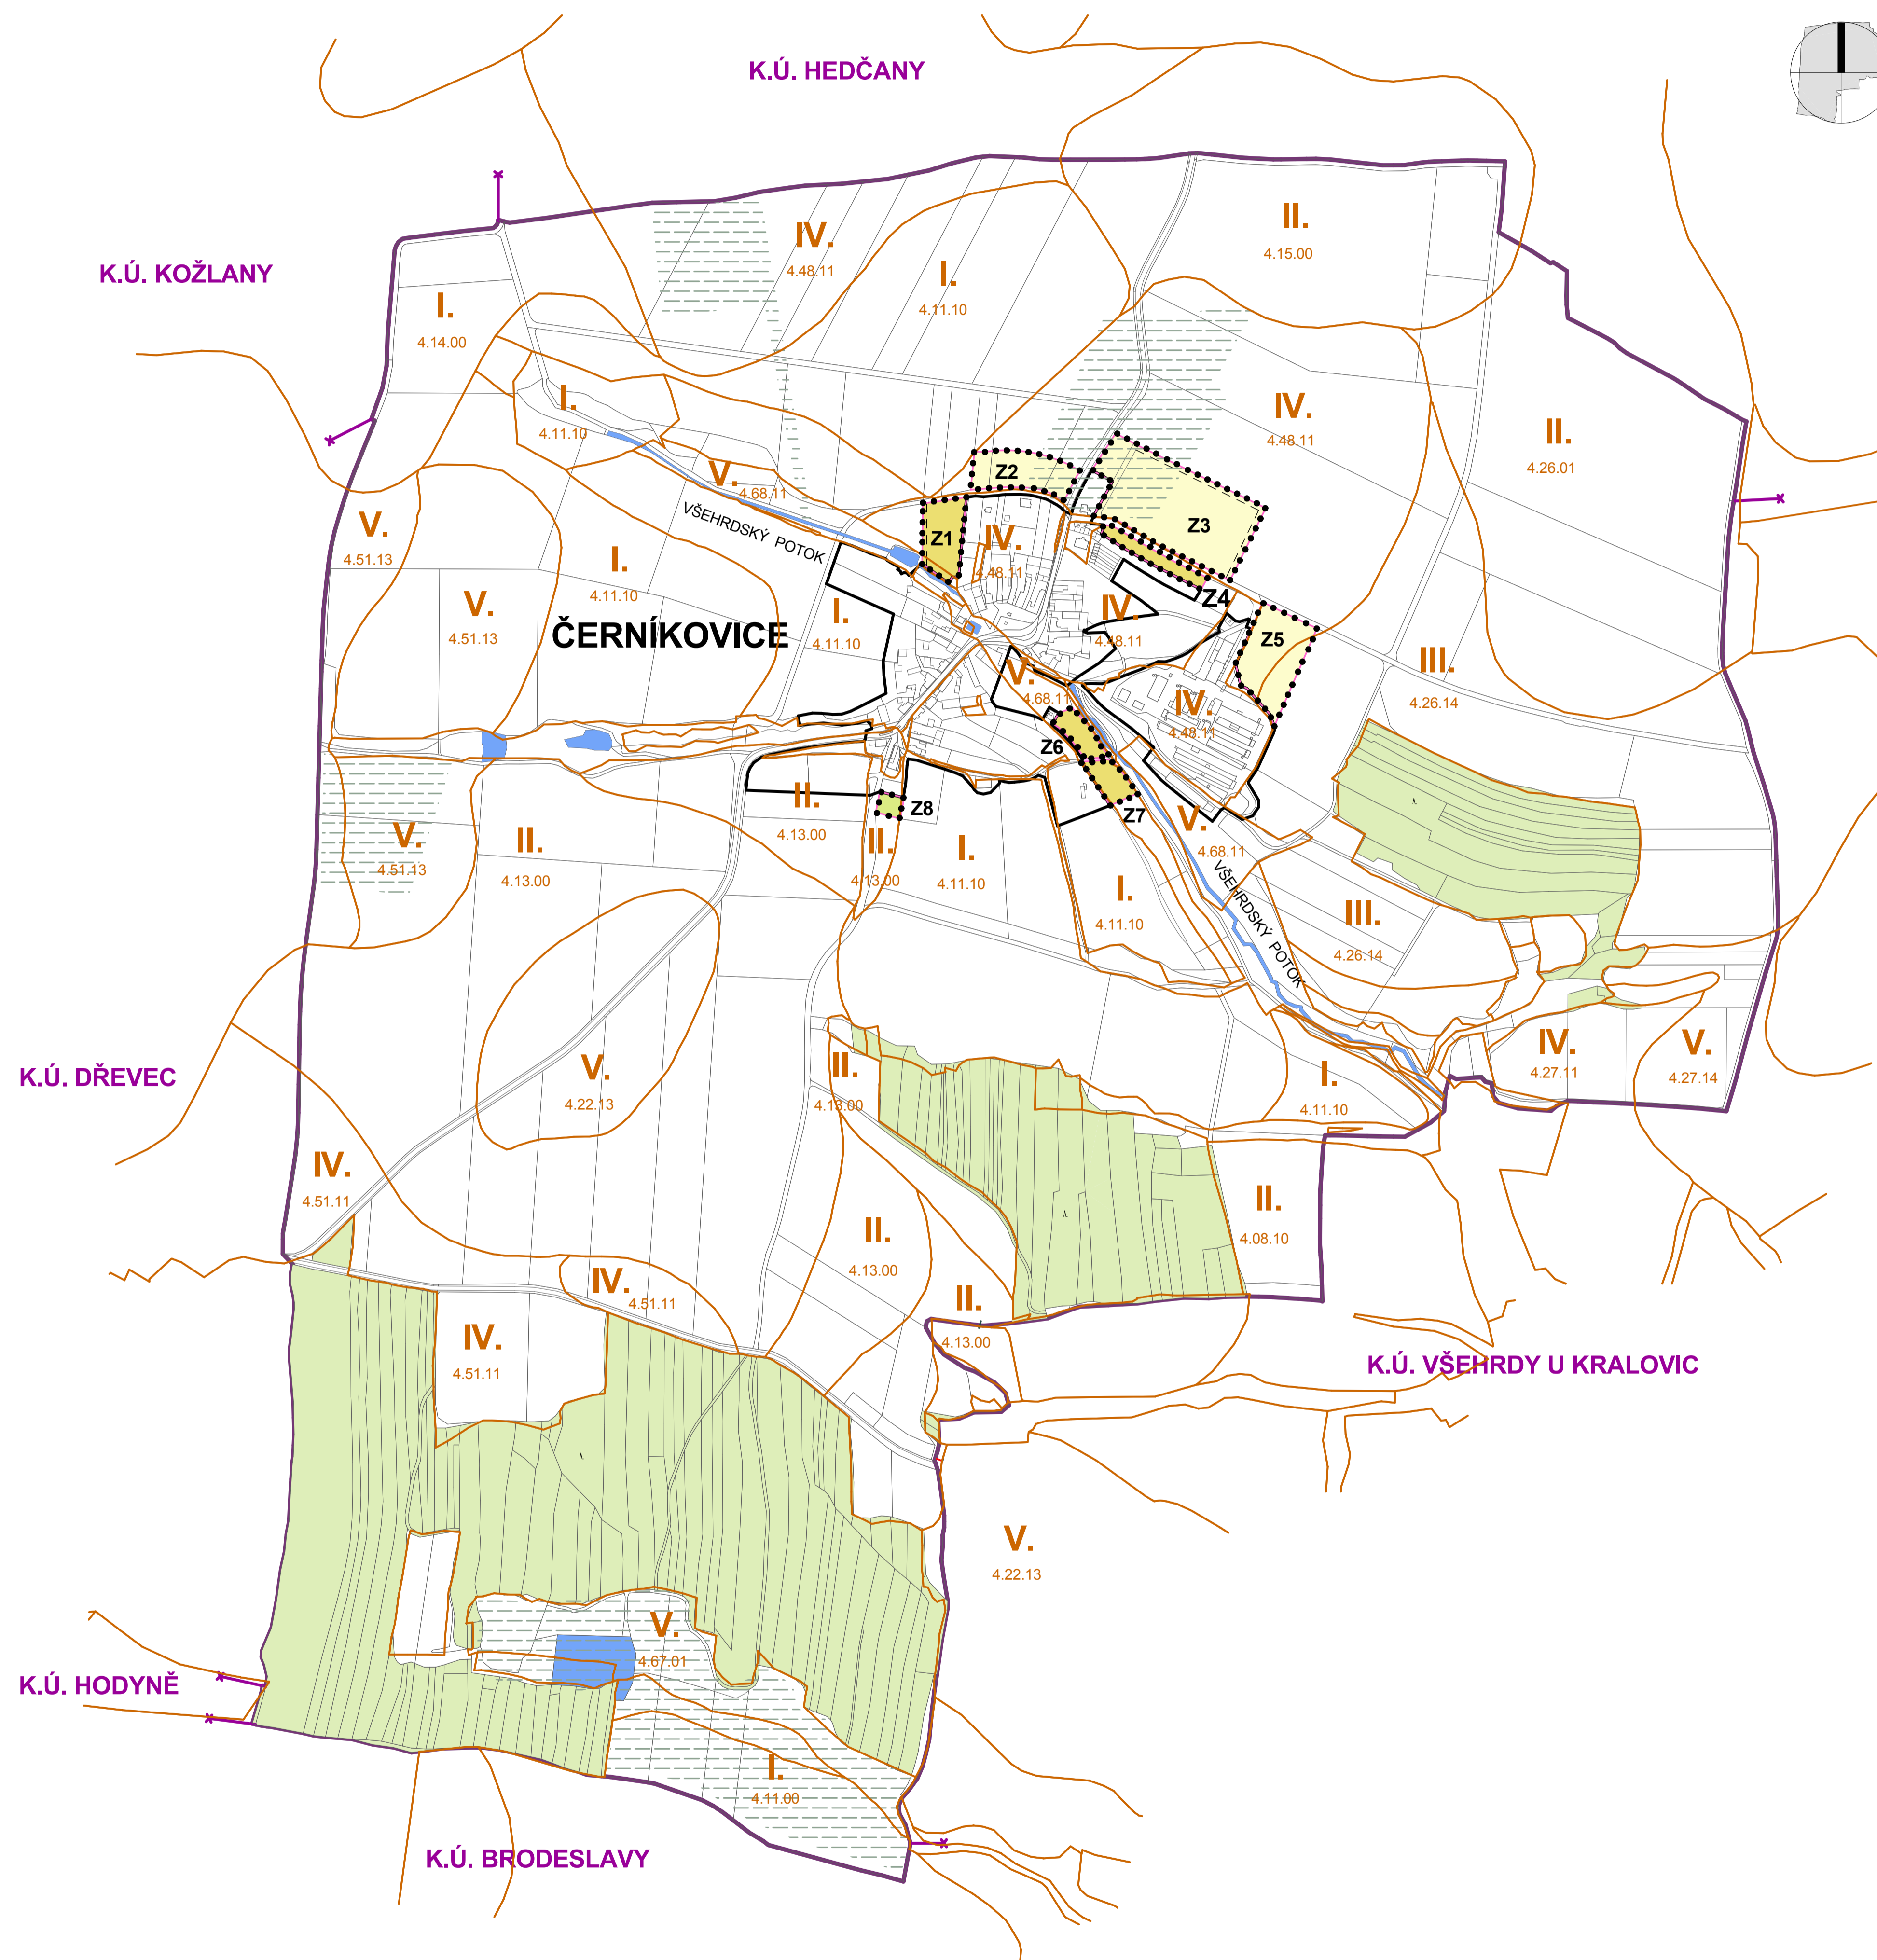 K.Ú. HEDČANY
K.Ú. KOŽLANY
II.
4.15.00
IV.
4.48.11
I.
4.11.10
I.
4.14.00
I.
4.11.10
IV.
4.48.11
II.
4.26.01
V.
4.68.11
VŠEHRDSKÝ POTOK
Z2
Z3
Z1
IV.
4.48.11
V.
4.51.13
I.
4.11.10
V.
4.51.13
ČERNÍKOVICE
I.
4.11.10
IV.
4.48.11
Z4
Z5
III.
4.26.14
V.
4.68.11
IV.
4.48.11
Z6
Z7
Z8
II.
4.13.00
II.
4.13.00
I.
4.11.10
V.
4.68.11
VŠEHRDSKÝ POTOK
V.
4.51.13
II.
4.13.00
I.
4.11.10
III.
4.26.14
IV.
4.27.11
V.
4.27.14
K.Ú. DŘEVEC
V.
4.22.13
II.
4.13.00
I.
4.11.10
IV.
4.51.11
II.
4.08.10
II.
4.13.00
IV.
4.51.11
II.
4.13.00
IV.
4.51.11
K.Ú. VŠEHRDY U KRALOVIC
V.
4.22.13
V.
4.67.01
K.Ú. HODYNĚ
I.
4.11.00
K.Ú. BRODESLAVY